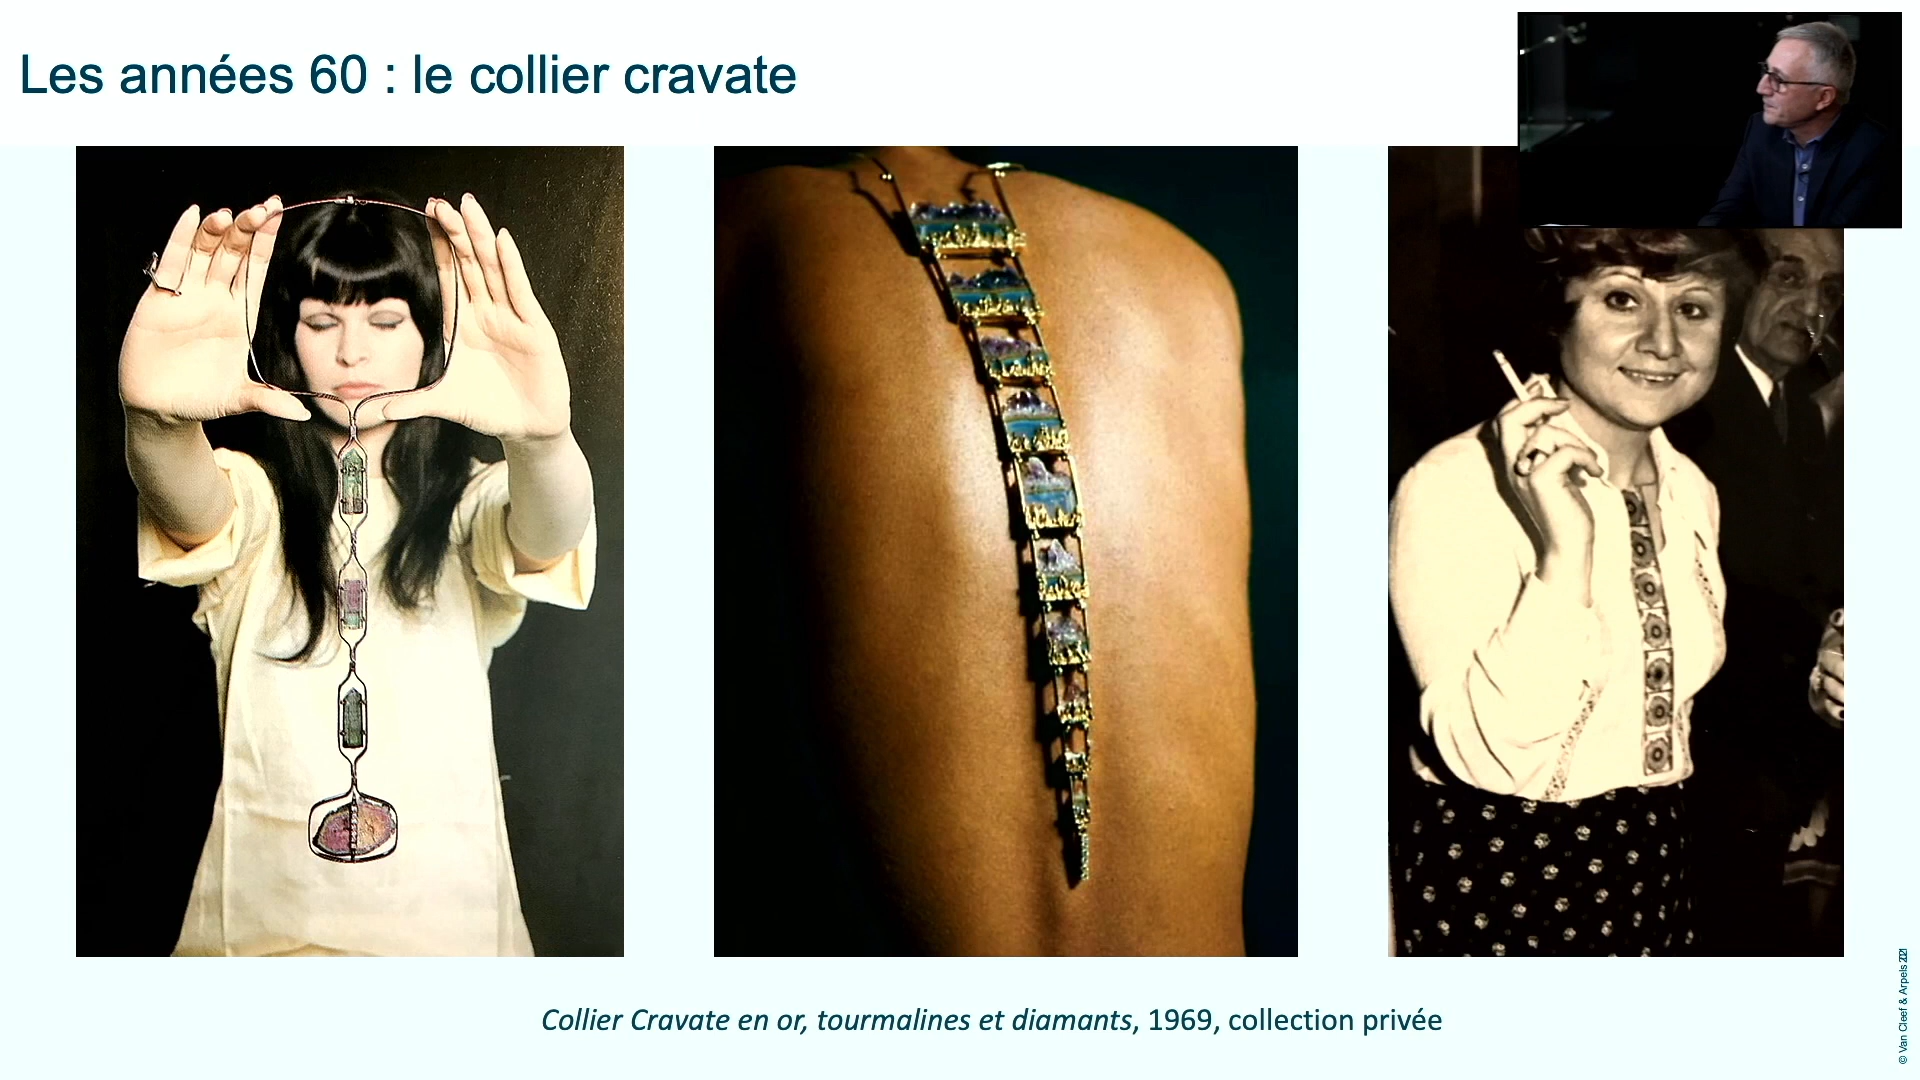 Les années 60 : le collier cravate
Collier Cravate en or, tourmalines et diamants, 1969, collection privée
© Van Cleef & Arpels